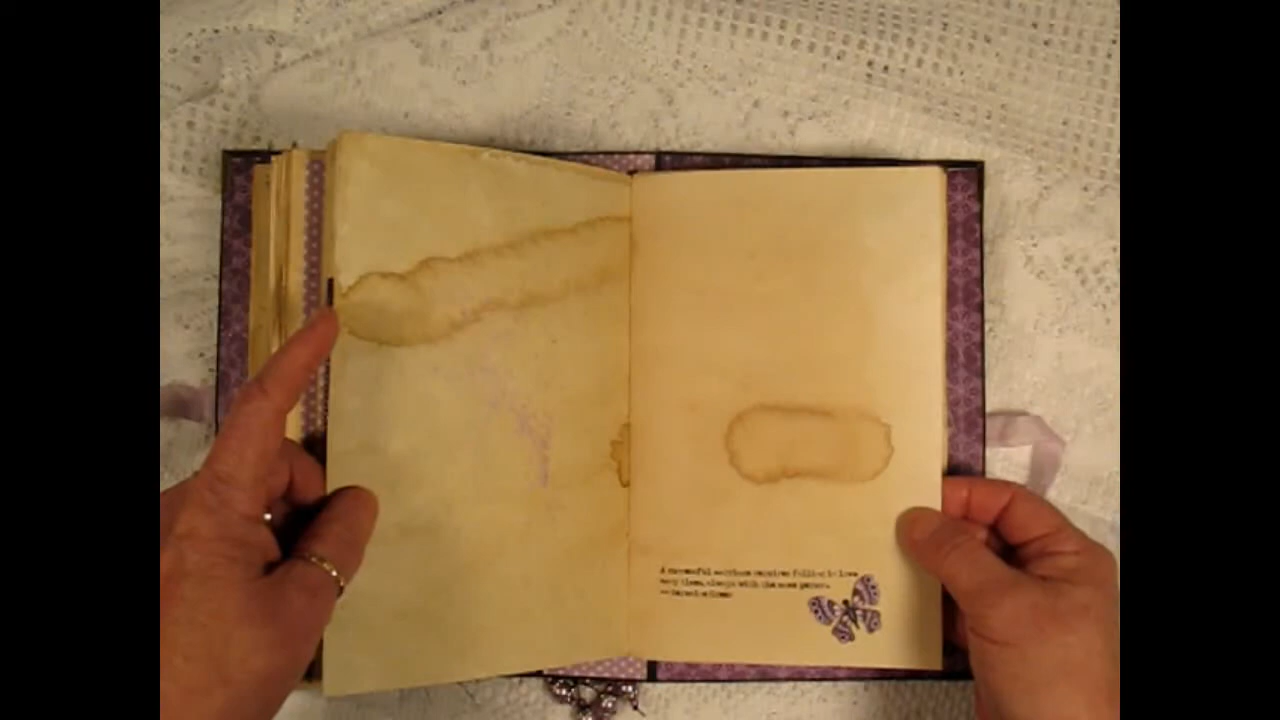 A successful marriage requires falling in love
many times, always with the same person.